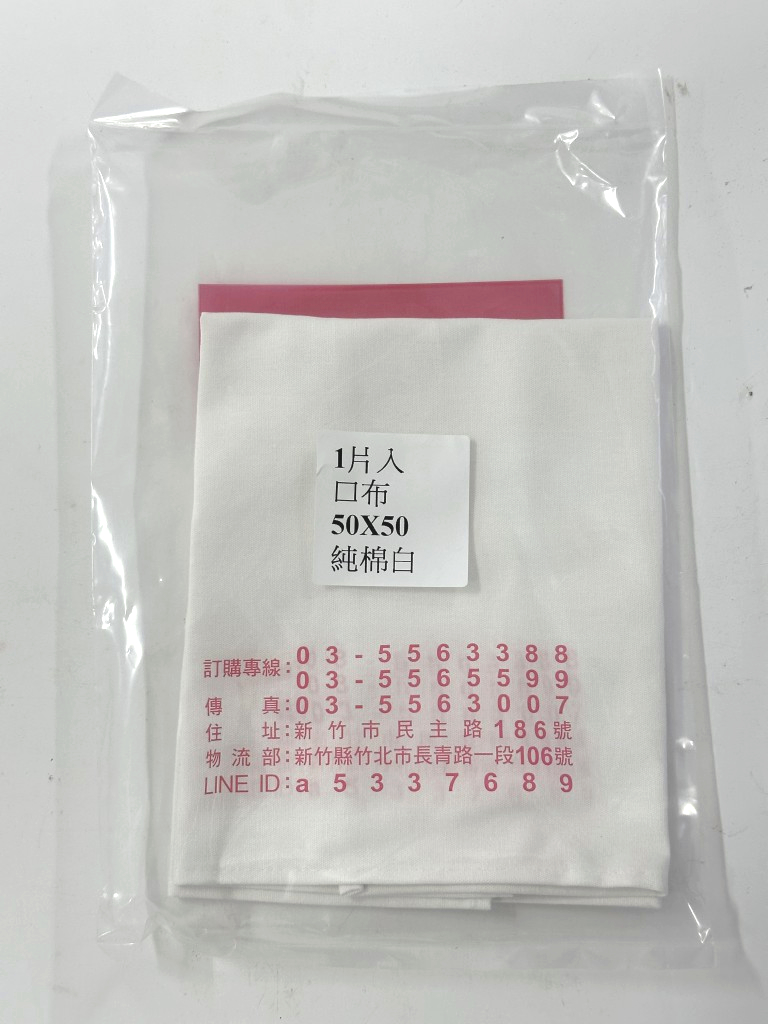 1片入
口布
50X50
純棉白
訂購專線:03-5563388
03-5565599
傳真:03-5563007
住址:新竹市民主路186號
物流部:新竹縣竹北市長青路一段106號
LINE ID:a5337689